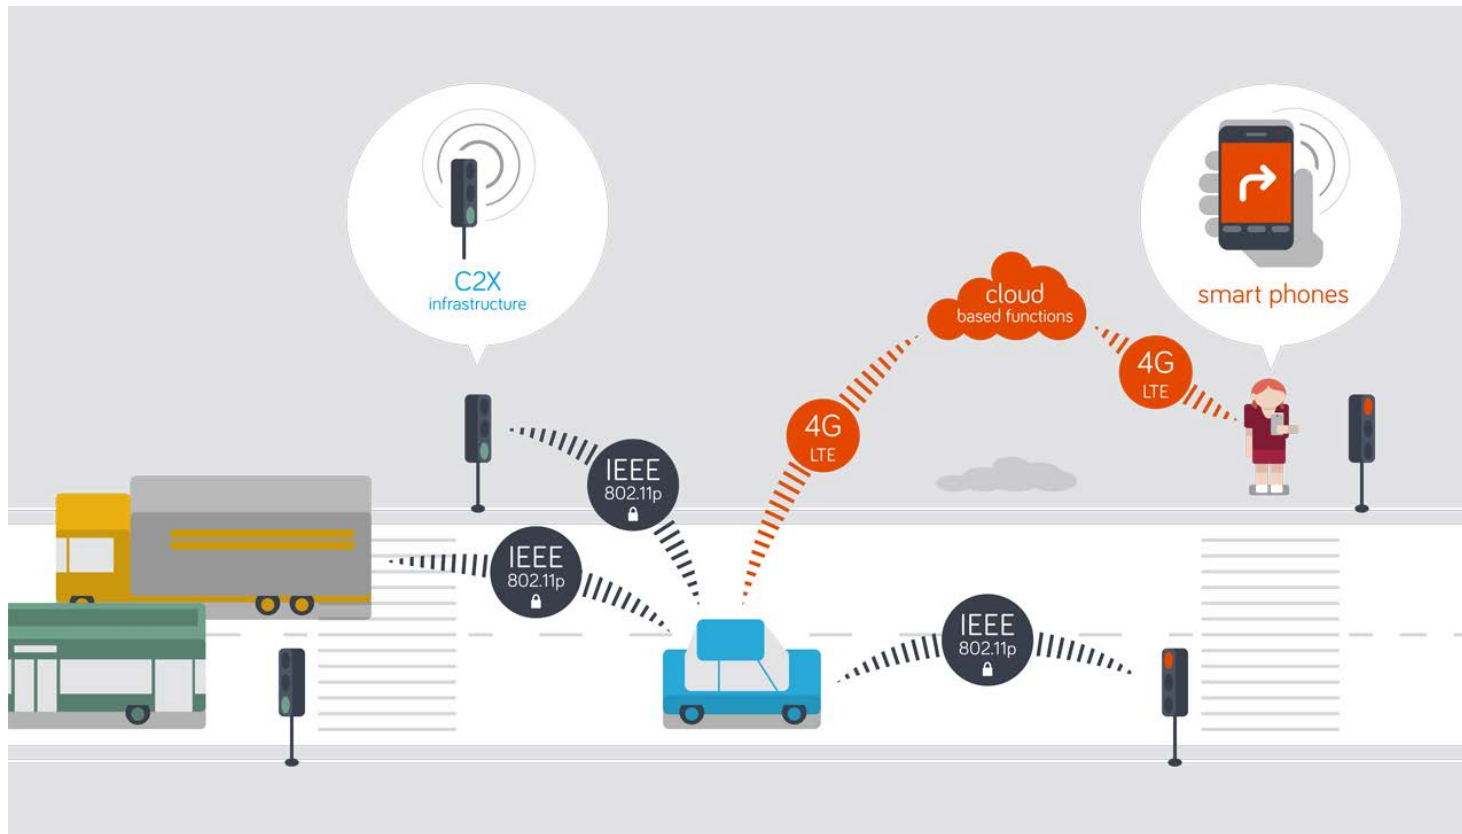 C2X
infrastructure
smart phones
cloud
based functions
4G
LTE
4G
LTE
IEEE
802.11p
IEEE
802.11p
IEEE
802.11p